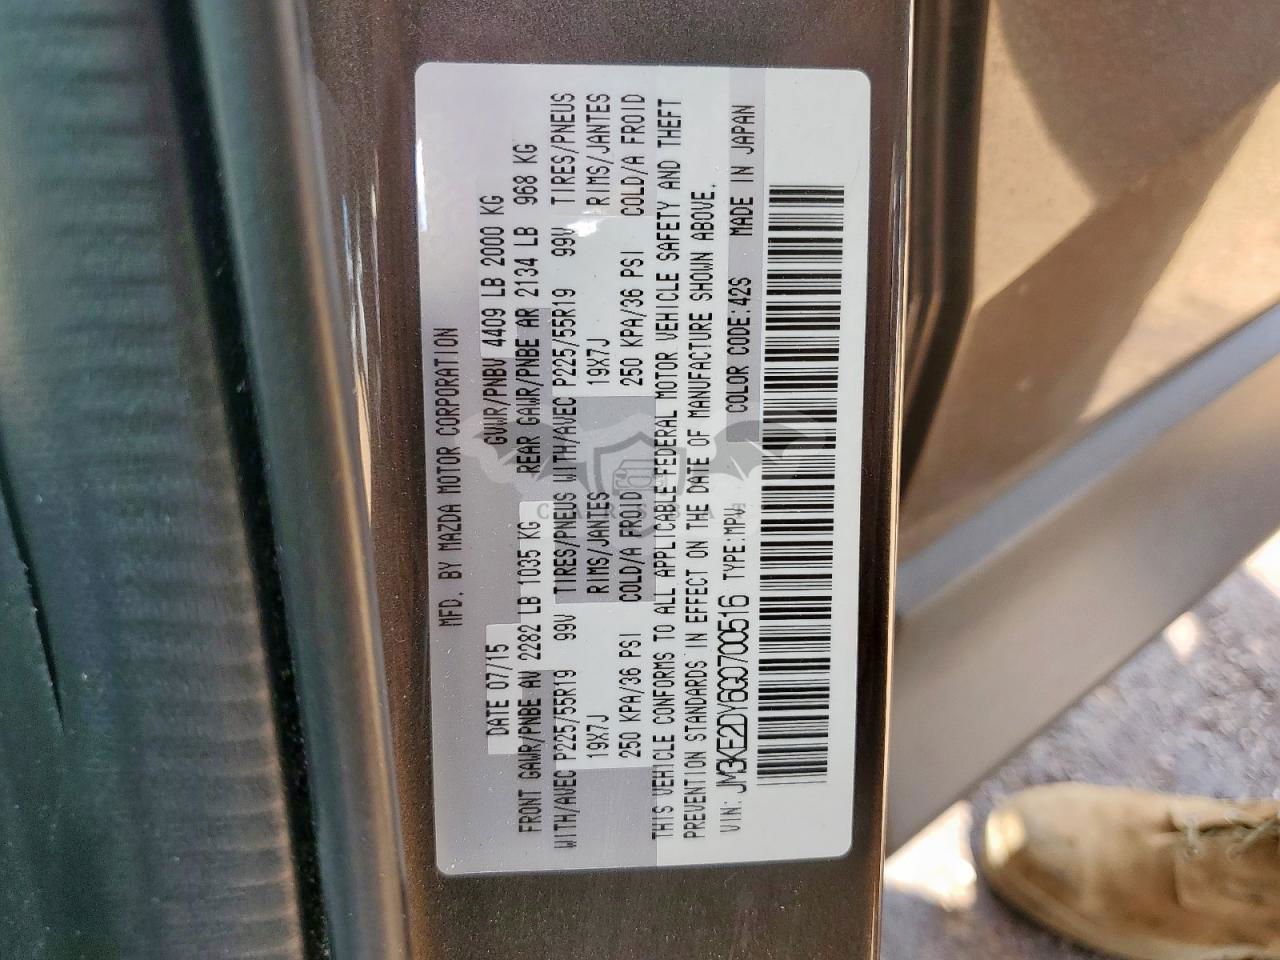 MFD. BY MAZDA MOTOR CORPORATION
DATE 07/15 GVWR/PNBV 4409 LB 2000 KG
FRONT GAWR/PNBE AV 2282 LB 1035 KG REAR GAWR/PNBE AR 2134 LB 968 KG
WITH/AVEC P225/55R19 99V TIRES/PNEUS WITH/AVEC P225/55R19 99V TIRES/PNEUS
19X7J RIMS/JANTES 19X7J RIMS/JANTES
250 KPA/36 PSI COLD/A FROID 250 KPA/36 PSI COLD/A FROID
THIS VEHICLE CONFORMS TO ALL APPLICABLE FEDERAL MOTOR VEHICLE SAFETY AND THEFT
PREVENTION STANDARDS IN EFFECT ON THE DATE OF MANUFACTURE SHOWN ABOVE.
VIN: JM3KE2DY6G0700516 TYPE:MPV COLOR CODE:42S MADE IN JAPAN
CARSBAT